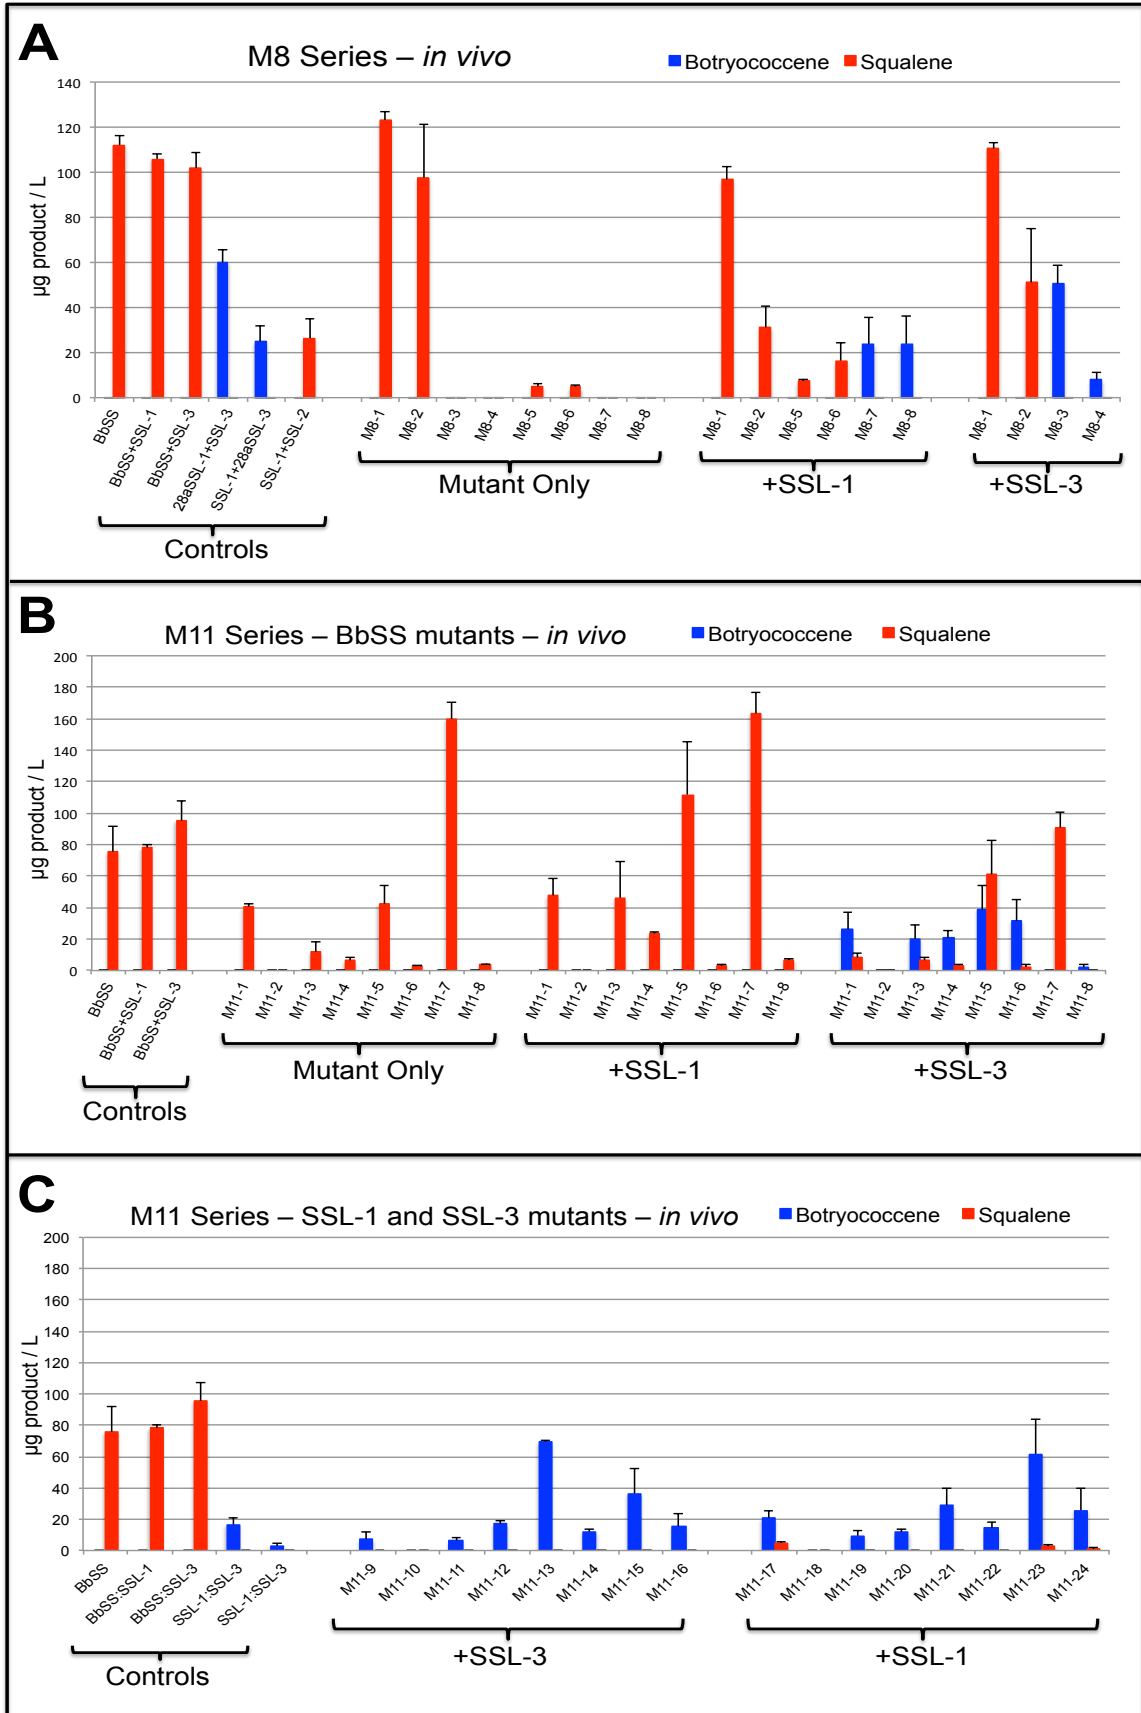 A
M8 Series – in vivo
Botryococcene Squalene
µg product / L
140
120
100
80
60
40
20
0
BbSS
BbSS+SSL-1
BbSS+SSL-3
28aSSL-1+SSL-3
SSL-1+28aSSL-3
SSL-1+SSL-2
M8-1
M8-2
M8-3
M8-4
M8-5
M8-6
M8-7
M8-8
M8-1
M8-2
M8-5
M8-6
M8-7
M8-8
M8-1
M8-2
M8-3
M8-4
Controls
Mutant Only
+SSL-1
+SSL-3
B
M11 Series – BbSS mutants – in vivo
Botryococcene Squalene
µg product / L
200
180
160
140
120
100
80
60
40
20
0
BbSS
BbSS+SSL-1
BbSS+SSL-3
M11-1
M11-2
M11-3
M11-4
M11-5
M11-6
M11-7
M11-8
M11-1
M11-2
M11-3
M11-4
M11-5
M11-6
M11-7
M11-8
M11-1
M11-2
M11-3
M11-4
M11-5
M11-6
M11-7
M11-8
Controls
Mutant Only
+SSL-1
+SSL-3
C
M11 Series – SSL-1 and SSL-3 mutants – in vivo
Botryococcene Squalene
µg product / L
200
180
160
140
120
100
80
60
40
20
0
BbSS
BbSS:SSL-1
BbSS:SSL-3
SSL-1:SSL-3
SSL-1:SSL-3
M11-9
M11-10
M11-11
M11-12
M11-13
M11-14
M11-15
M11-16
M11-17
M11-18
M11-19
M11-20
M11-21
M11-22
M11-23
M11-24
Controls
+SSL-3
+SSL-1